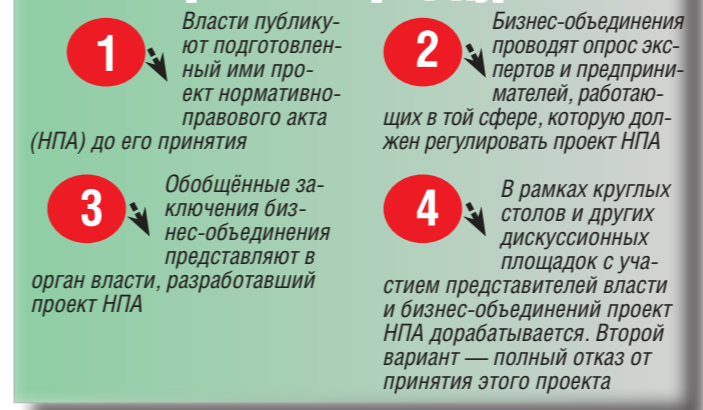 1
Власти публику-
ют подготовлен-
ный ими про-
ект нормативно-
правового акта
(НПА) до его принятия
2
Бизнес-объединения
проводят опрос экс-
пертов и предприни-
мателей, работаю-
щих в той сфере, которую дол-
жен регулировать проект НПА
3
Обобщённые за-
ключения биз-
нес-объединения
представляют в
орган власти, разработавший
проект НПА
4
В рамках круглых
столов и других
дискуссионных
площадок с уча-
стием представителей власти
и бизнес-объединений проект
НПА дорабатывается. Второй
вариант — полный отказ от
принятия этого проекта